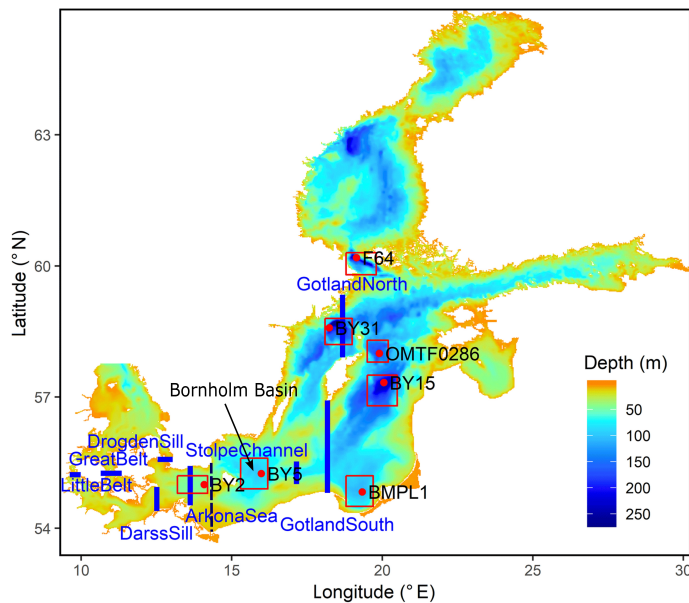 63
60
57
54
10
15
20
25
30
Latitude (°N)
Longitude (°E)
F64
GotlandNorth
BY31
OMTF0286
BY15
Bornholm Basin
DrogdenSill
StolpeChannel
GreatBelt
BY5
LittleBelt
BY2
BMPL1
ArkonaSea
GotlandSouth
DarssSill
Depth (m)
50
100
150
200
250